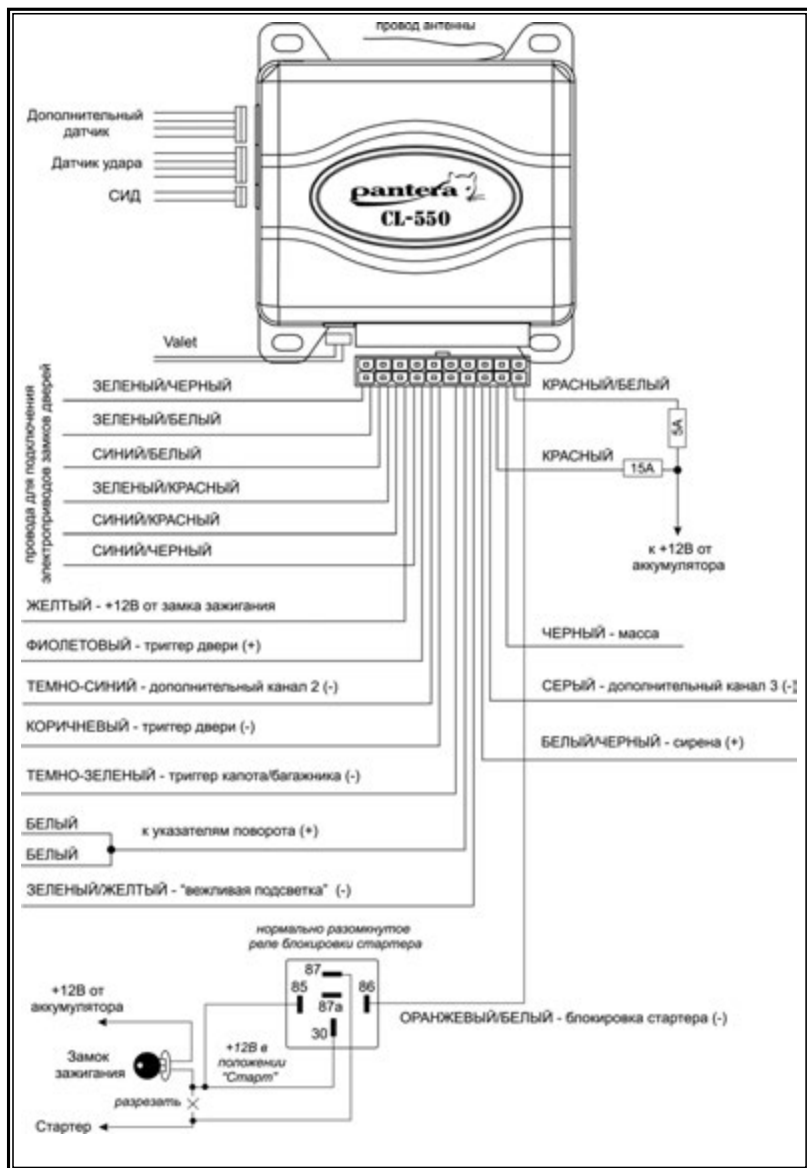 провод антенны
Дополнительный
датчик
Датчик удара
СИД
pantera
CL-550
Valet
провода для подключения
электроприводов замков дверей
ЗЕЛЕНЫЙ/ЧЕРНЫЙ
ЗЕЛЕНЫЙ/БЕЛЫЙ
СИНИЙ/БЕЛЫЙ
ЗЕЛЕНЫЙ/КРАСНЫЙ
СИНИЙ/КРАСНЫЙ
СИНИЙ/ЧЕРНЫЙ
КРАСНЫЙ/БЕЛЫЙ
5А
КРАСНЫЙ
15А
к +12В от
аккумулятора
ЖЕЛТЫЙ - +12В от замка зажигания
ФИОЛЕТОВЫЙ - триггер двери (+)
ТЕМНО-СИНИЙ - дополнительный канал 2 (-)
КОРИЧНЕВЫЙ - триггер двери (-)
ТЕМНО-ЗЕЛЕНЫЙ - триггер капота/багажника (-)
БЕЛЫЙ
БЕЛЫЙ
к указателям поворота (+)
ЗЕЛЕНЫЙ/ЖЕЛТЫЙ - "вежливая подсветка" (-)
ЧЕРНЫЙ - масса
СЕРЫЙ - дополнительный канал 3 (-)
БЕЛЫЙ/ЧЕРНЫЙ - сирена (+)
нормально разомкнутое
реле блокировки стартера
87
85
86
87а
30
ОРАНЖЕВЫЙ/БЕЛЫЙ - блокировка стартера (-)
+12В от
аккумулятора
Замок
зажигания
+12В в
положении
"Старт"
разрезать
Стартер